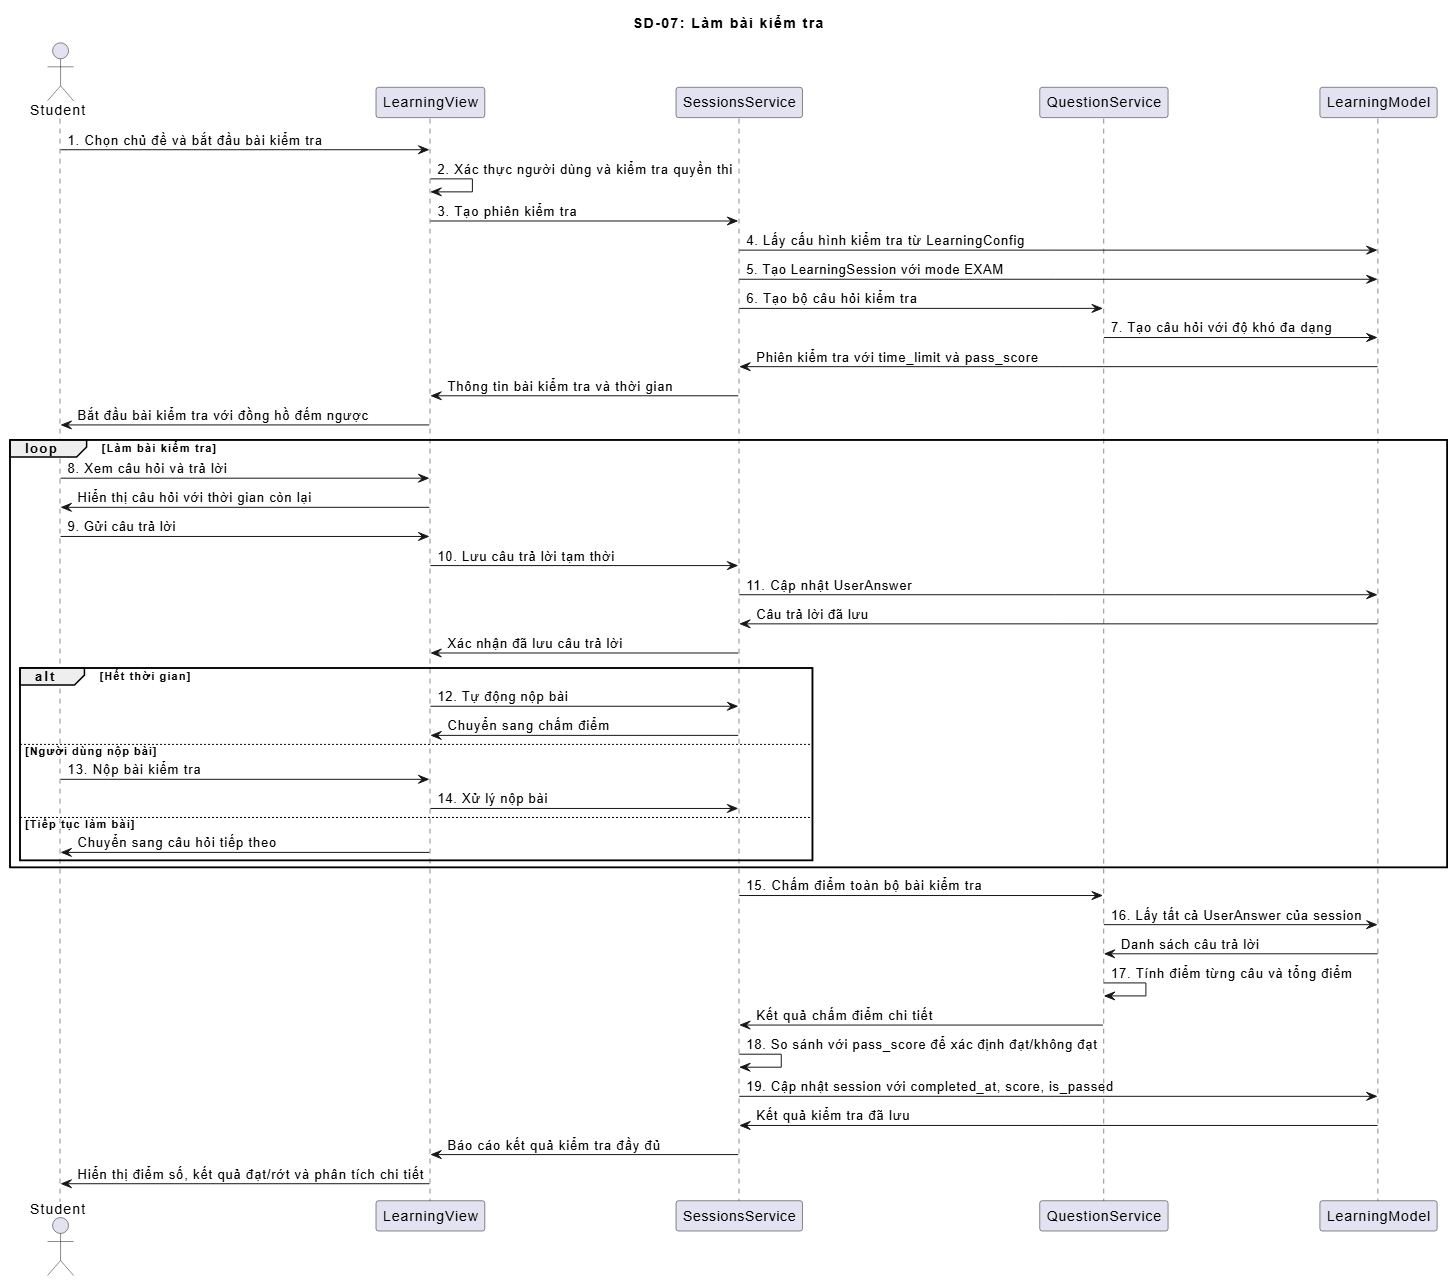 SD-07: Làm bài kiểm tra
Student
LearningView
SessionsService
QuestionService
LearningModel
1. Chọn chủ đề và bắt đầu bài kiểm tra
2. Xác thực người dùng và kiểm tra quyền thi
3. Tạo phiên kiểm tra
4. Lấy cấu hình kiểm tra từ LearningConfig
5. Tạo LearningSession với mode EXAM
6. Tạo bộ câu hỏi kiểm tra
7. Tạo câu hỏi với độ khó đa dạng
Phiên kiểm tra với time_limit và pass_score
Thông tin bài kiểm tra và thời gian
Bắt đầu bài kiểm tra với đồng hồ đếm ngược
loop [Làm bài kiểm tra]
8. Xem câu hỏi và trả lời
Hiển thị câu hỏi với thời gian còn lại
9. Gửi câu trả lời
10. Lưu câu trả lời tạm thời
11. Cập nhật UserAnswer
Câu trả lời đã lưu
Xác nhận đã lưu câu trả lời
alt [Hết thời gian]
12. Tự động nộp bài
Chuyển sang chấm điểm
[Người dùng nộp bài]
13. Nộp bài kiểm tra
14. Xử lý nộp bài
[Tiếp tục làm bài]
Chuyển sang câu hỏi tiếp theo
15. Chấm điểm toàn bộ bài kiểm tra
16. Lấy tất cả UserAnswer của session
Danh sách câu trả lời
17. Tính điểm từng câu và tổng điểm
Kết quả chấm điểm chi tiết
18. So sánh với pass_score để xác định đạt/không đạt
19. Cập nhật session với completed_at, score, is_passed
Kết quả kiểm tra đã lưu
Báo cáo kết quả kiểm tra đầy đủ
Hiển thị điểm số, kết quả đạt/rớt và phân tích chi tiết
Student
LearningView
SessionsService
QuestionService
LearningModel